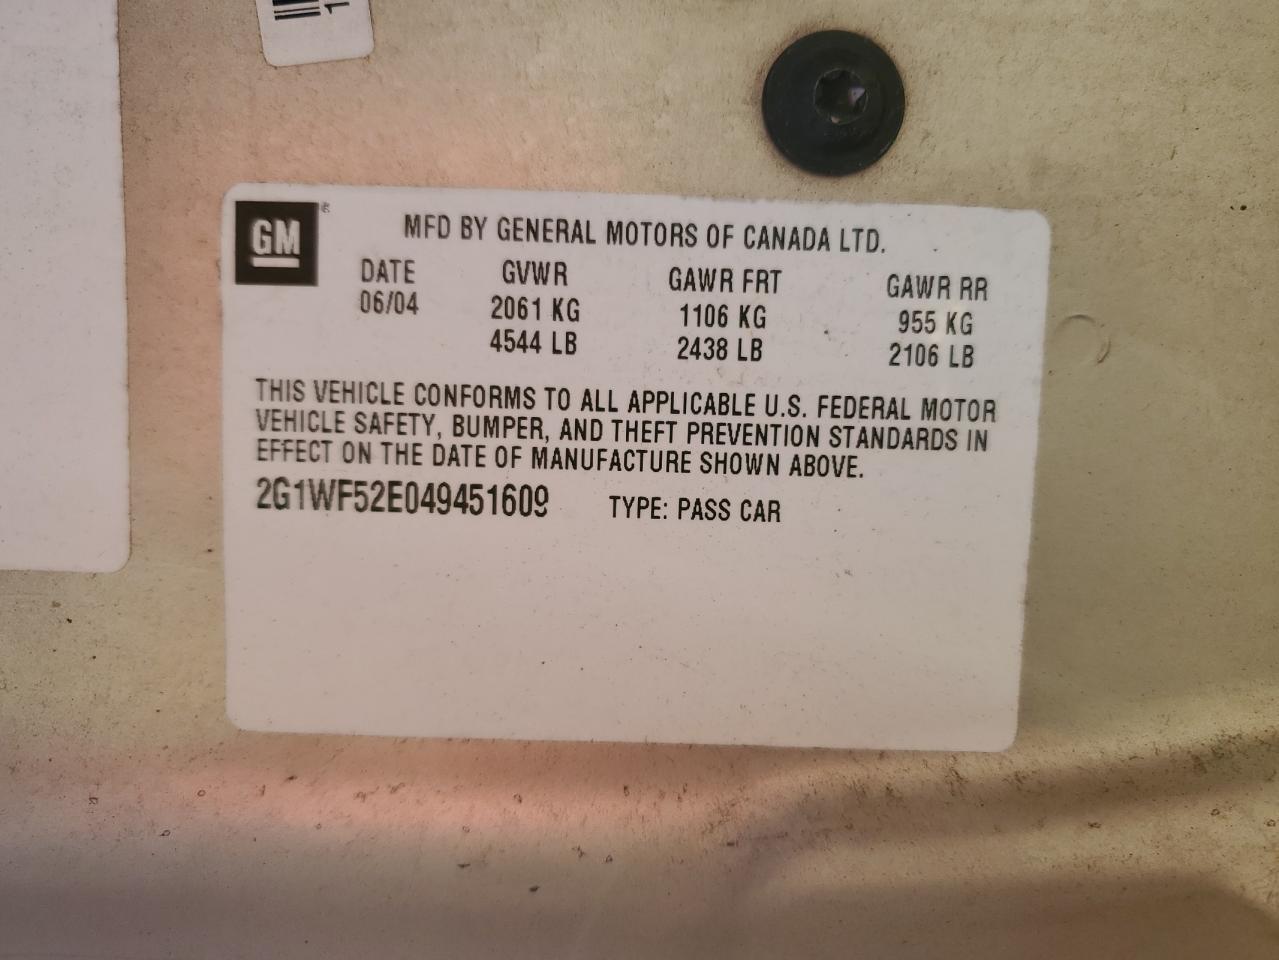 GM
MFD BY GENERAL MOTORS OF CANADA LTD.
DATE GVWR GAWR FRT GAWR RR
06/04 2061 KG 1106 KG 955 KG
4544 LB 2438 LB 2106 LB
THIS VEHICLE CONFORMS TO ALL APPLICABLE U.S. FEDERAL MOTOR
VEHICLE SAFETY, BUMPER, AND THEFT PREVENTION STANDARDS IN
EFFECT ON THE DATE OF MANUFACTURE SHOWN ABOVE.
2G1WF52E049451609 TYPE: PASS CAR